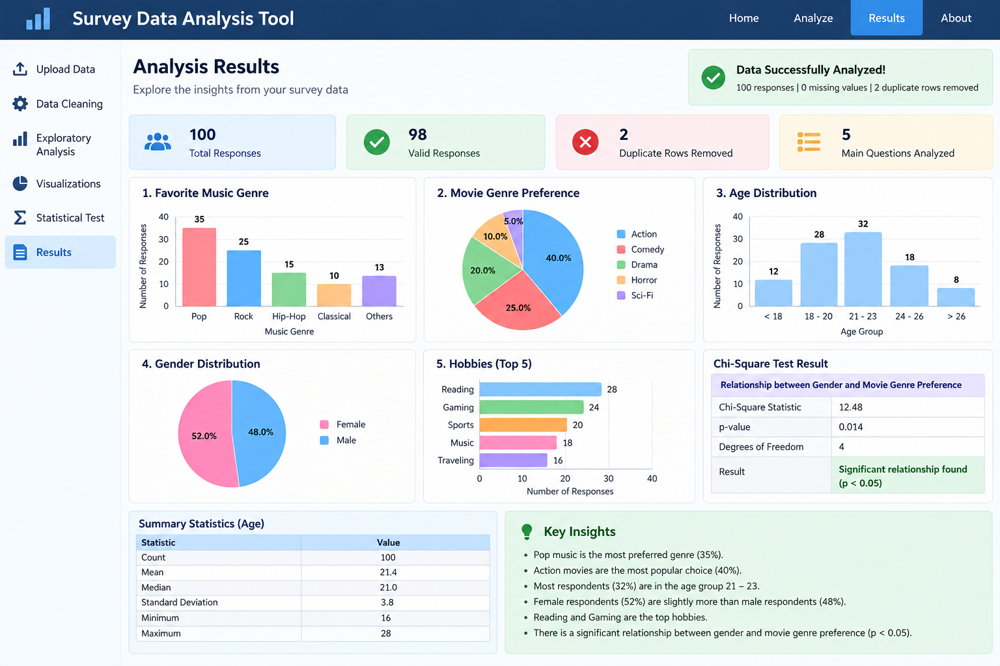 Survey Data Analysis Tool
Home
Analyze
Results
About
Upload Data
Data Cleaning
Exploratory
Analysis
Visualizations
Statistical Test
Results
Analysis Results
Explore the insights from your survey data
Data Successfully Analyzed!
100 responses | 0 missing values | 2 duplicate rows removed
100
Total Responses
98
Valid Responses
2
Duplicate Rows Removed
5
Main Questions Analyzed
1. Favorite Music Genre
Number of Responses
40
30
20
10
0
35
25
15
10
13
Pop
Rock
Hip-Hop
Classical
Others
Music Genre
2. Movie Genre Preference
5.0%
10.0%
40.0%
20.0%
25.0%
Action
Comedy
Drama
Horror
Sci-Fi
3. Age Distribution
Number of Responses
40
30
20
10
0
12
28
32
18
8
< 18
18 - 20
21 - 23
24 - 26
> 26
Age Group
4. Gender Distribution
52.0%
48.0%
Female
Male
5. Hobbies (Top 5)
Reading 28
Gaming 24
Sports 20
Music 18
Traveling 16
0 10 20 30 40
Number of Responses
Chi-Square Test Result
Relationship between Gender and Movie Genre Preference
Chi-Square Statistic 12.48
p-value 0.014
Degrees of Freedom 4
Result Significant relationship found
(p < 0.05)
Summary Statistics (Age)
Statistic Value
Count 100
Mean 21.4
Median 21.0
Standard Deviation 3.8
Minimum 16
Maximum 28
Key Insights
• Pop music is the most preferred genre (35%).
• Action movies are the most popular choice (40%).
• Most respondents (32%) are in the age group 21 – 23.
• Female respondents (52%) are slightly more than male respondents (48%).
• Reading and Gaming are the top hobbies.
• There is a significant relationship between gender and movie genre preference (p < 0.05).